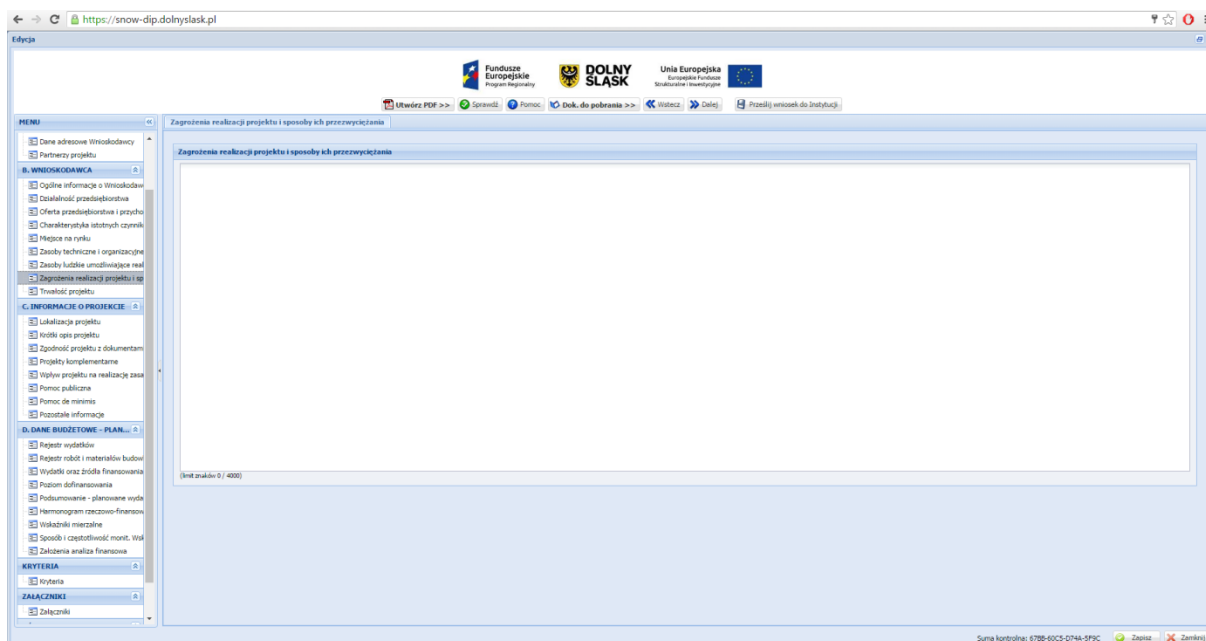 https://snow-dip.dolnyslask.pl
Edycja
Fundusze
Europejskie
Program Regionalny
DOLNY
ŚLĄSK
Unia Europejska
Europejskie Fundusze
Strukturalne i Inwestycyjne
Utwórz PDF >> Sprawdź Pomoc Dok. do pobrania >> Wstecz Dalej Prześlij wniosek do Instytucji
MENU
Dane adresowe Wnioskodawcy
Partnerzy projektu
B. WNIOSKODAWCA
Ogólne informacje o Wnioskodaw
Działalność przedsiębiorstwa
Oferta przedsiębiorstwa i przycho
Charakterystyka istotnych czynnik
Miejsce na rynku
Zasoby techniczne i organizacyjne
Zasoby ludzkie umożliwiające real
Zagrożenia realizacji projektu i sp
Trwałość projektu
C. INFORMACJE O PROJEKCIE
Lokalizacja projektu
Krótki opis projektu
Zgodność projektu z dokumentam
Projekty komplementarne
Wpływ projektu na realizację zasa
Pomoc publiczna
Pomoc de minimis
Pozostałe informacje
D. DANE BUDŻETOWE - PLAN...
Rejestr wydatków
Rejestr robót i materiałów budowl
Wydatki oraz źródła finansowania
Poziom dofinansowania
Podsumowanie - planowane wyda
Harmonogram rzeczowo-finansow
Wskaźniki mierzalne
Sposób i częstotliwość monit. Wsk
Założenia analiza finansowa
KRYTERIA
Kryteria
ZAŁĄCZNIKI
Załączniki
Zagrożenia realizacji projektu i sposoby ich przezwyciężania
Zagrożenia realizacji projektu i sposoby ich przezwyciężania
(limit znaków 0 / 4000)
Suma kontrolna: 67BB-60C5-D74A-5F9C Zapisz Zamknij